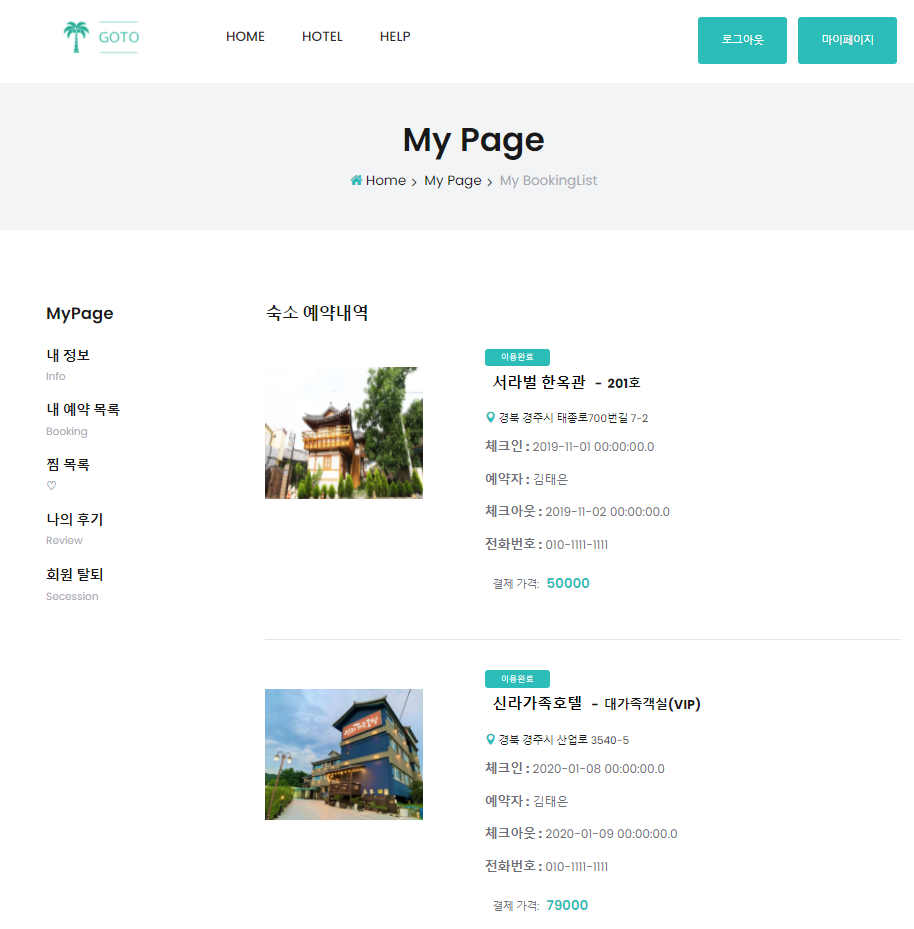 GOTO
HOME HOTEL HELP
로그아웃 마이페이지
My Page
Home > My Page > My BookingList
MyPage
내 정보
Info
내 예약 목록
Booking
찜 목록
♡
나의 후기
Review
회원 탈퇴
Secession
숙소 예약내역
이용완료
서라벌 한옥관 - 201호
경북 경주시 태종로700번길 7-2
체크인 : 2019-11-01 00:00:00.0
예약자 : 김태은
체크아웃 : 2019-11-02 00:00:00.0
전화번호 : 010-1111-1111
결제 가격: 50000
이용완료
신라가족호텔 - 대가족객실(VIP)
경북 경주시 산업로 3540-5
체크인 : 2020-01-08 00:00:00.0
예약자 : 김태은
체크아웃 : 2020-01-09 00:00:00.0
전화번호 : 010-1111-1111
결제 가격: 79000